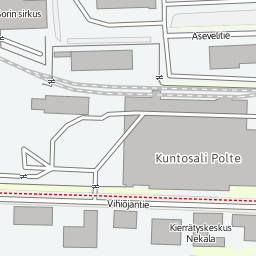 Sorin sirkus
Asevelitie
Kuntosali Polte
Vihiojantie
Kierrätyskeskus
Nekala